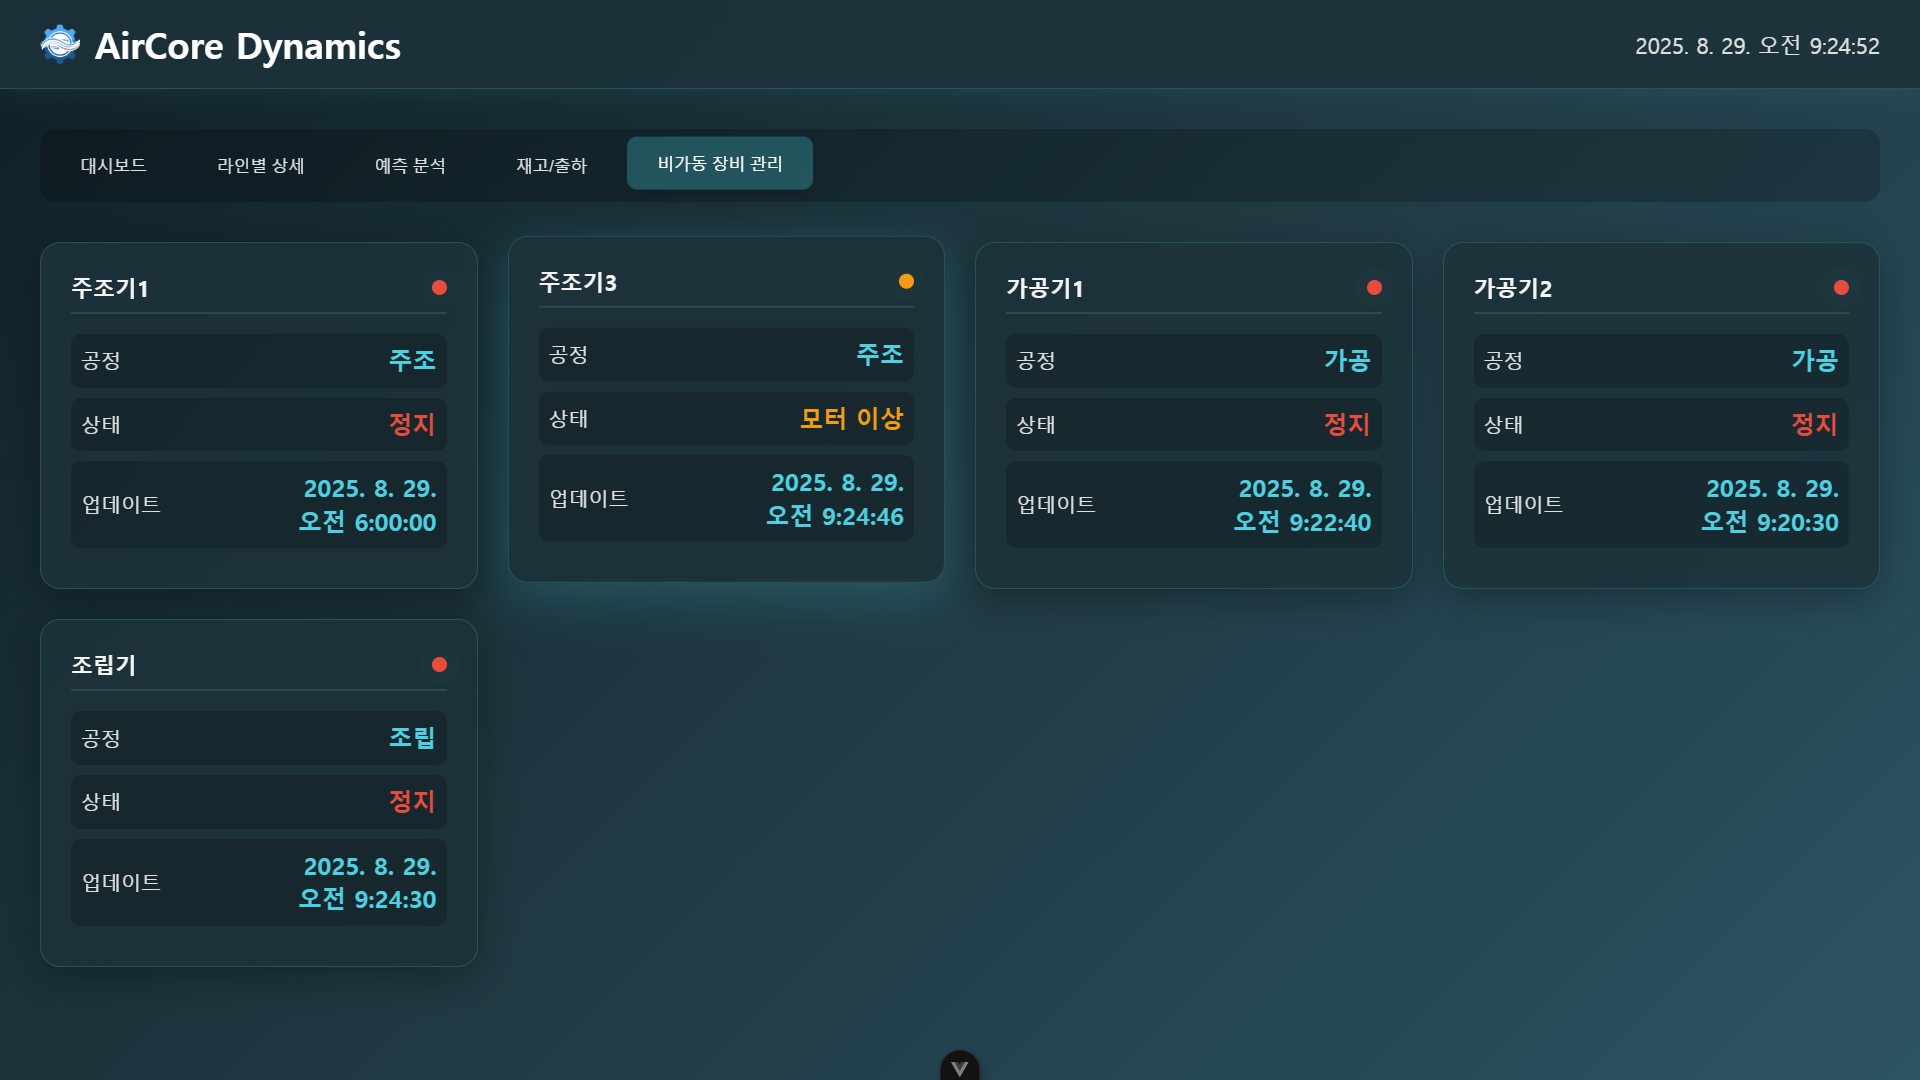 AirCore Dynamics
2025. 8. 29. 오전 9:24:52
대시보드
라인별 상세
예측 분석
재고/출하
비가동 장비 관리
주조기1
공정
주조
상태
정지
업데이트
2025. 8. 29.
오전 6:00:00
주조기3
공정
주조
상태
모터 이상
업데이트
2025. 8. 29.
오전 9:24:46
가공기1
공정
가공
상태
정지
업데이트
2025. 8. 29.
오전 9:22:40
가공기2
공정
가공
상태
정지
업데이트
2025. 8. 29.
오전 9:20:30
조립기
공정
조립
상태
정지
업데이트
2025. 8. 29.
오전 9:24:30